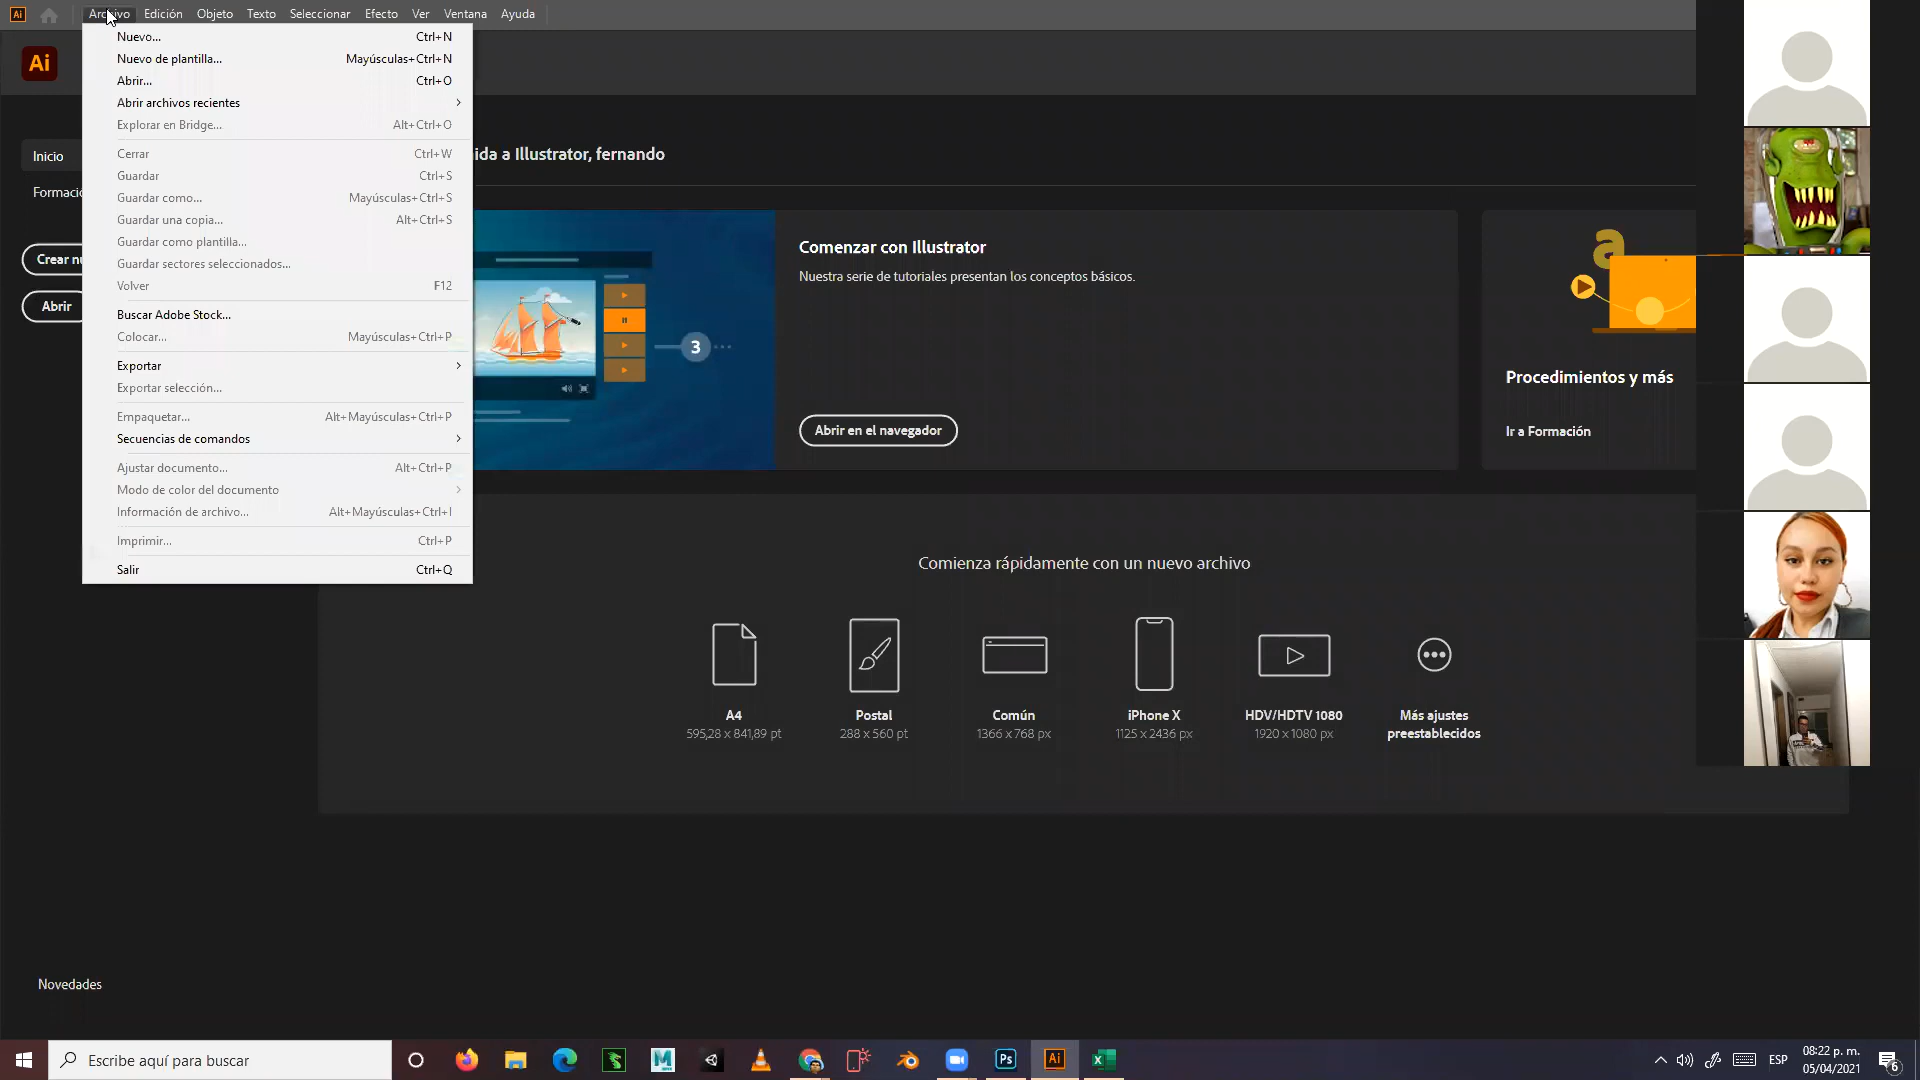 Ai
Archivo Edición Objeto Texto Seleccionar Efecto Ver Ventana Ayuda
Ai
Nuevo... Ctrl+N
Nuevo de plantilla... Mayúsculas+Ctrl+N
Abrir... Ctrl+O
Abrir archivos recientes
Explorar en Bridge... Alt+Ctrl+O
Cerrar Ctrl+W
Guardar Ctrl+S
Guardar como... Mayúsculas+Ctrl+S
Guardar una copia... Alt+Ctrl+S
Guardar como plantilla...
Guardar sectores seleccionados...
Volver F12
Buscar Adobe Stock...
Colocar... Mayúsculas+Ctrl+P
Exportar
Exportar selección...
Empaquetar... Alt+Mayúsculas+Ctrl+P
Secuencias de comandos
Ajustar documento... Alt+Ctrl+P
Modo de color del documento
Información de archivo... Alt+Mayúsculas+Ctrl+I
Imprimir... Ctrl+P
Salir Ctrl+Q
Inicio
Formació
Crear nu
Abrir
ida a Illustrator, fernando
3
Comenzar con Illustrator
Nuestra serie de tutoriales presentan los conceptos básicos.
Abrir en el navegador
a
Procedimientos y más
Ir a Formación
Comienza rápidamente con un nuevo archivo
A4 Postal Común iPhone X HDV/HDTV 1080 Más ajustes
595,28 x 841,89 pt 288 x 560 pt 1366 x 768 px 1125 x 2436 px 1920 x 1080 px preestablecidos
Novedades
Escribe aquí para buscar
M
Ps
Ai
X
ESP
08:22 p. m.
05/04/2021
6